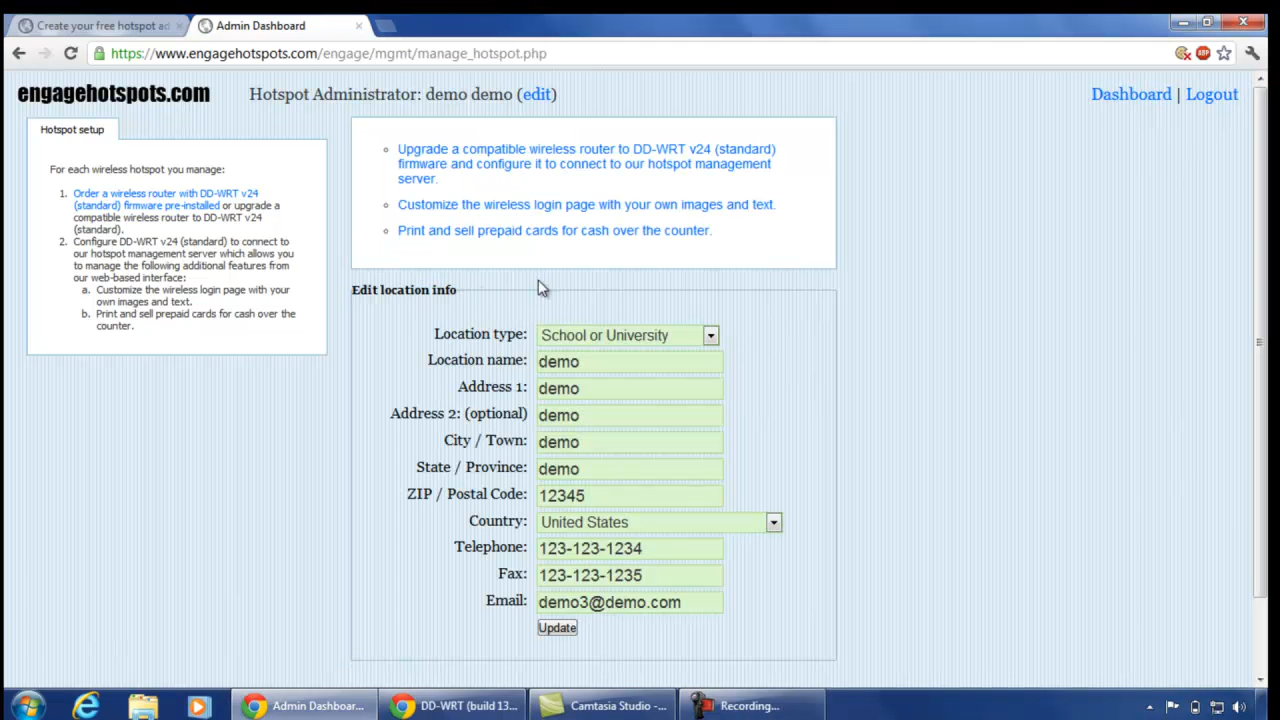 Create your free hotspot ad
Admin Dashboard
https://www.engagehotspots.com/engage/mgmt/manage_hotspot.php
ABP
engagehotspots.com
Hotspot Administrator: demo demo (edit)
Dashboard | Logout
Hotspot setup
For each wireless hotspot you manage:
1. Order a wireless router with DD-WRT v24
(standard) firmware pre-installed or upgrade a
compatible wireless router to DD-WRT v24
(standard).
2. Configure DD-WRT v24 (standard) to connect to
our hotspot management server which allows you
to manage the following additional features from
our web-based interface:
a. Customize the wireless login page with your
own images and text.
b. Print and sell prepaid cards for cash over the
counter.
Upgrade a compatible wireless router to DD-WRT v24 (standard)
firmware and configure it to connect to our hotspot management
server.
Customize the wireless login page with your own images and text.
Print and sell prepaid cards for cash over the counter.
Edit location info
Location type: School or University
Location name: demo
Address 1: demo
Address 2: (optional) demo
City / Town: demo
State / Province: demo
ZIP / Postal Code: 12345
Country: United States
Telephone: 123-123-1234
Fax: 123-123-1235
Email: demo3@demo.com
Update
Admin Dashboar...
DD-WRT (build 13...
Camtasia Studio -...
Recording...